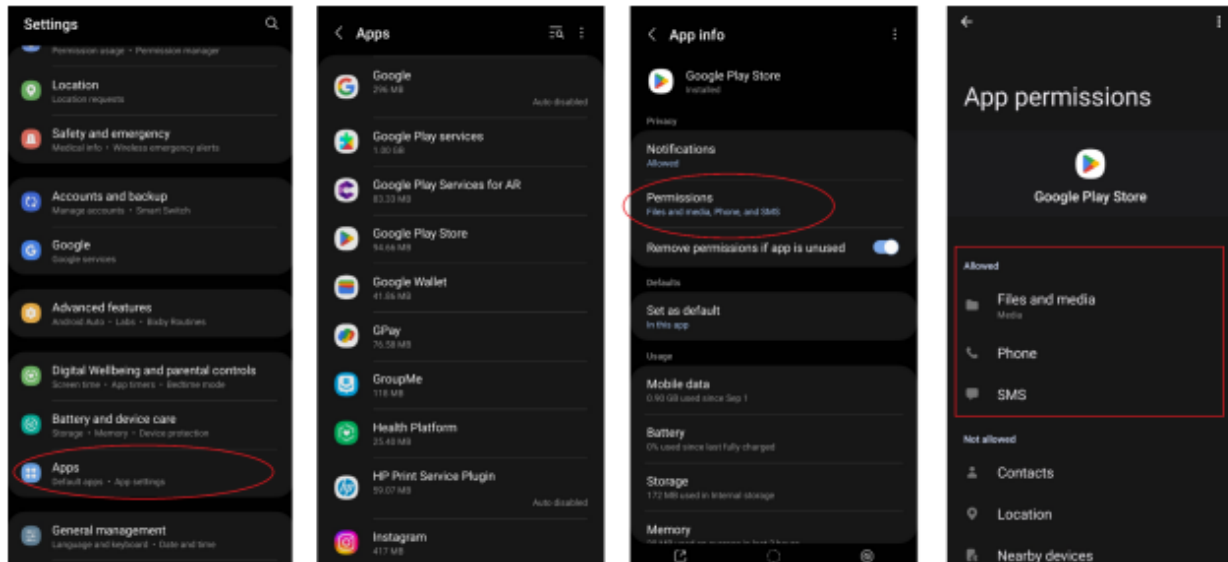 Settings
Permission usage • Permission manager
Location
Location requests
Safety and emergency
Medical info • Wireless emergency alerts
Accounts and backup
Manage accounts • Smart Switch
Google
Google services
Advanced features
Android Auto • Labs • Bixby Routines
Digital Wellbeing and parental controls
Screen time • App timers • Bedtime mode
Battery and device care
Storage • Memory • Device protection
Apps
Default apps • App settings
General management
Language and keyboard • Date and time
Apps
Google
296 MB
Auto disabled
Google Play services
1.00 GB
Google Play Services for AR
83.33 MB
Google Play Store
94.66 MB
Google Wallet
41.86 MB
GPay
76.58 MB
GroupMe
118 MB
Health Platform
25.40 MB
HP Print Service Plugin
59.07 MB
Auto disabled
Instagram
417 MB
App info
Google Play Store
Installed
Privacy
Notifications
Allowed
Permissions
Files and media, Phone, and SMS
Remove permissions if app is unused
Defaults
Set as default
In this app
Usage
Mobile data
0.90 GB used since Sep 1
Battery
0% used since last fully charged
Storage
172 MB used in Internal storage
Memory
App permissions
Google Play Store
Allowed
Files and media
Media
Phone
SMS
Not allowed
Contacts
Location
Nearby devices